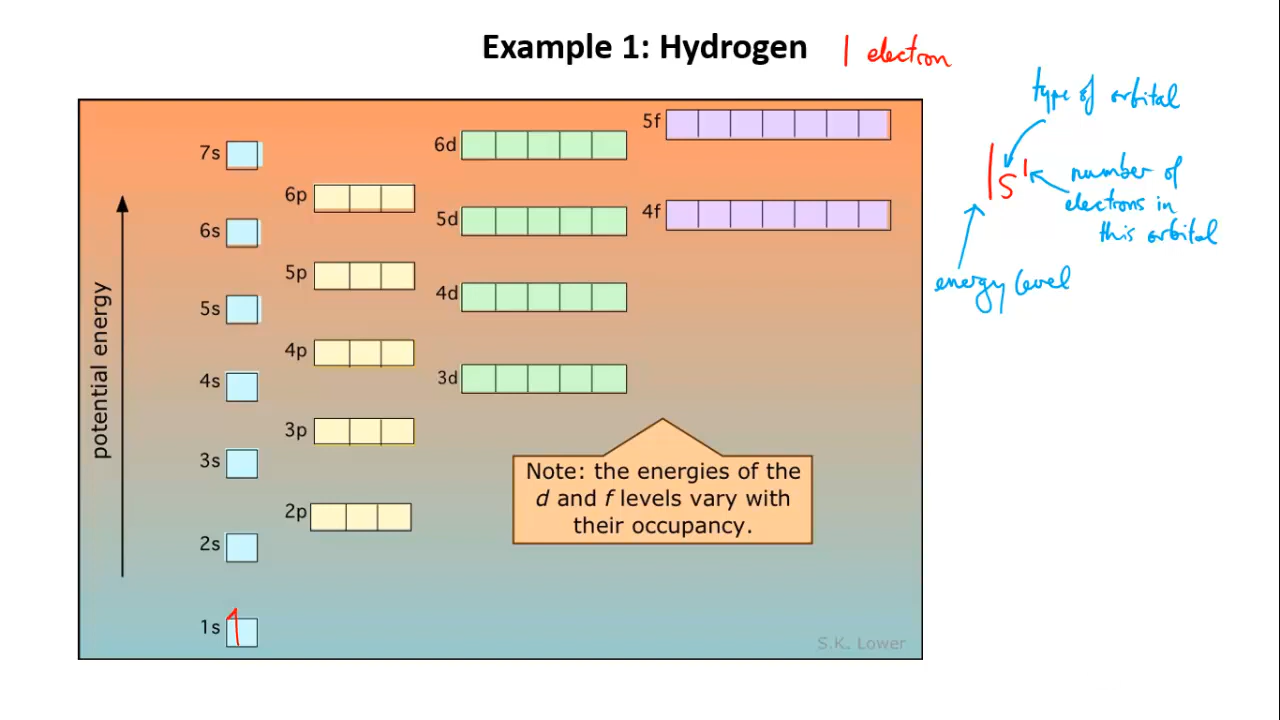 Example 1: Hydrogen
1 electron
type of orbital
1s¹
number of
electrons in
this orbital
energy level
5f
6d
7s
6p
5d
4f
6s
5p
4d
5s
4p
3d
4s
3p
3s
2p
2s
1s
potential energy
Note: the energies of the
d and f levels vary with
their occupancy.
S.K. Lower